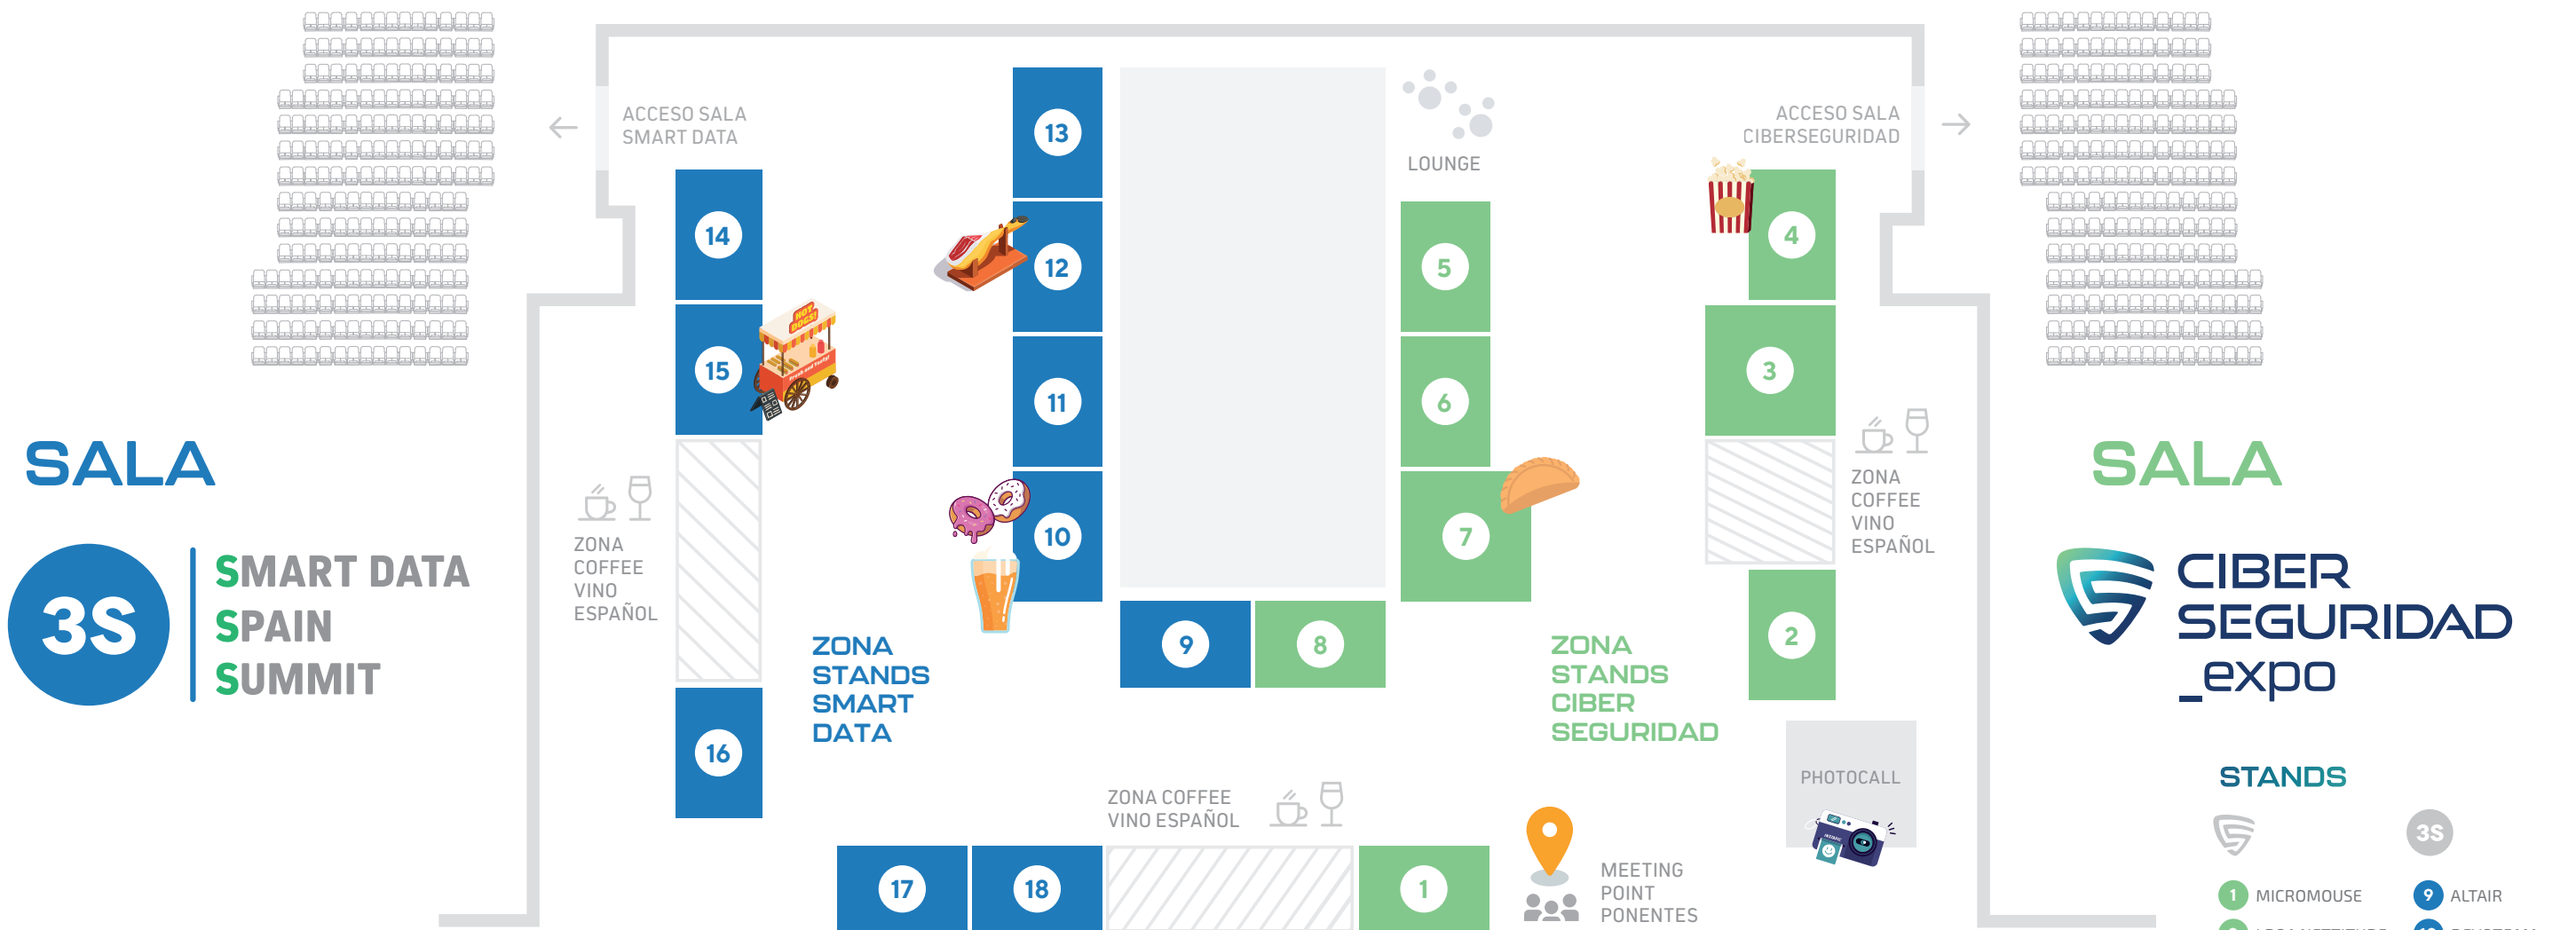 ACCESO SALA
SMART DATA
13
LOUNGE
ACCESO SALA
CIBERSEGURIDAD
14
12
5
4
HOT
DOGS!
15
11
6
3
SALA
3S
SMART DATA
SPAIN
SUMMIT
ZONA
COFFEE
VINO
ESPAÑOL
10
7
ZONA
COFFEE
VINO
ESPAÑOL
SALA
CIBER
SEGURIDAD
_expo
ZONA
STANDS
SMART
DATA
9
8
ZONA
STANDS
CIBER
SEGURIDAD
2
16
PHOTOCALL
ZONA COFFEE
VINO ESPAÑOL
17
18
1
MEETING
POINT
PONENTES
STANDS
3S
1 MICROMOUSE
9 ALTAIR